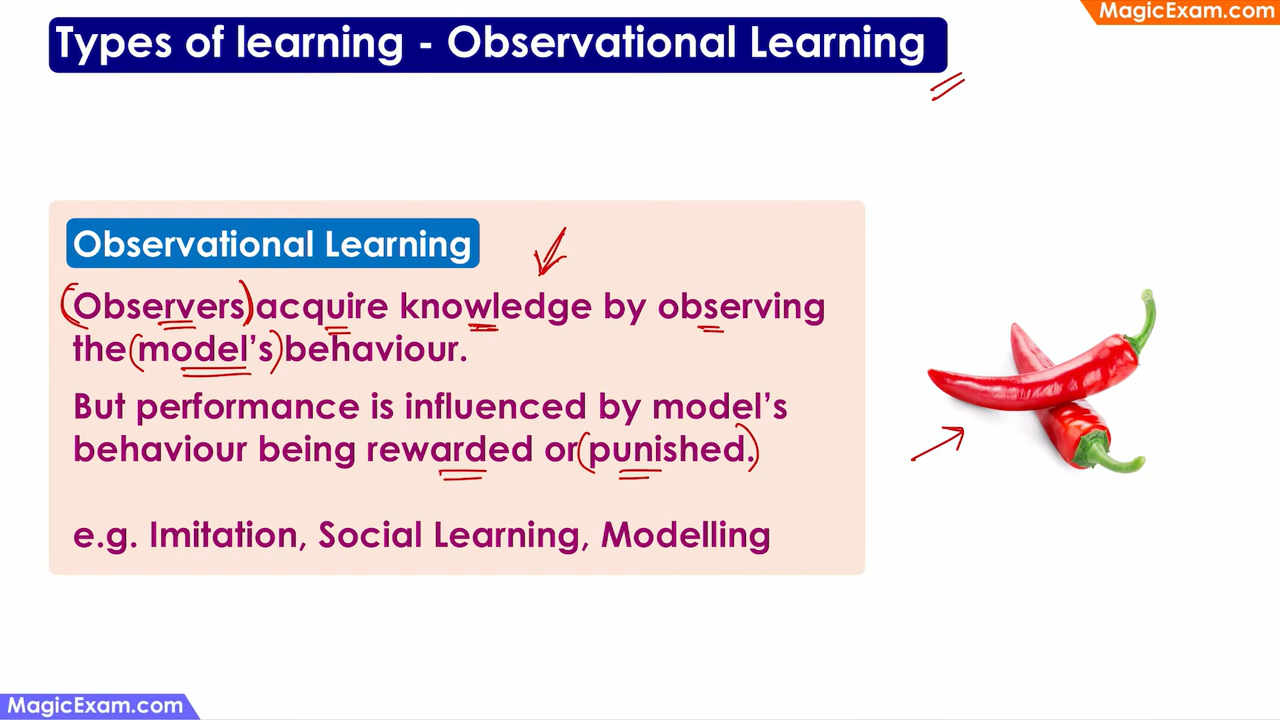 MagicExam.com
Types of learning - Observational Learning
Observational Learning
Observers acquire knowledge by observing
the model's behaviour.
But performance is influenced by model's
behaviour being rewarded or punished.
e.g. Imitation, Social Learning, Modelling
MagicExam.com